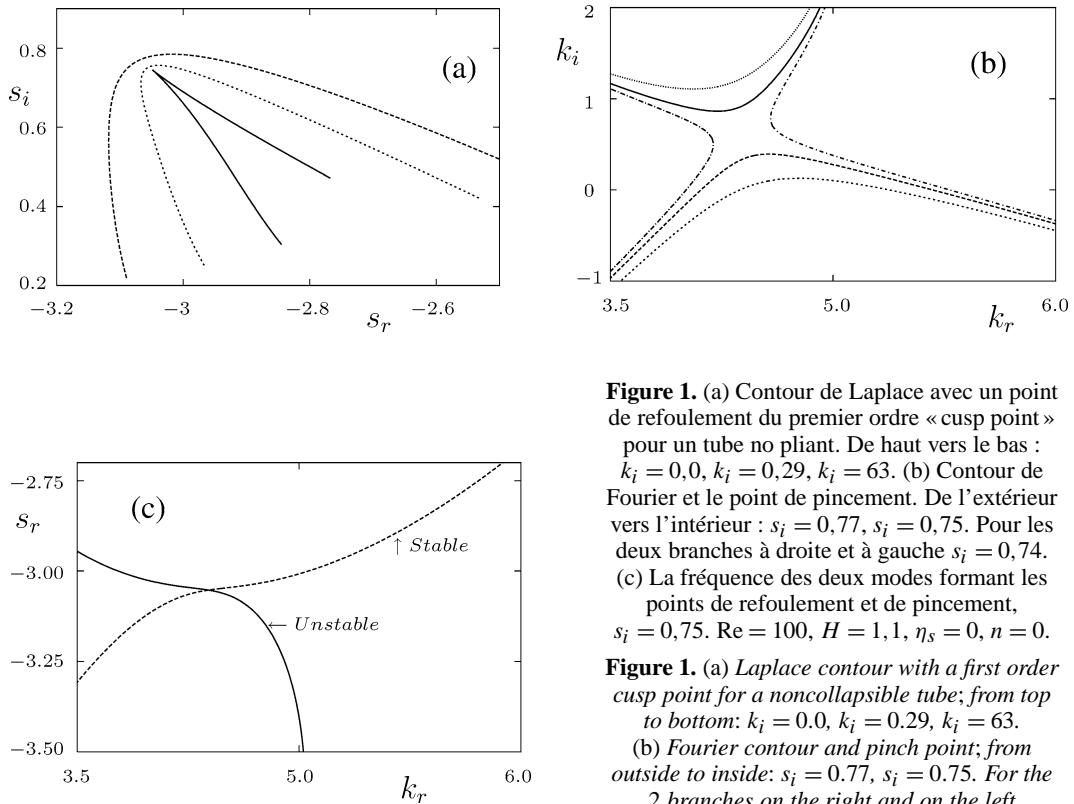 0.8
0.6
0.4
0.2
s_i
(a)
−3.2
−3
−2.8
−2.6
s_r
2
1
0
−1
k_i
(b)
3.5
5.0
6.0
k_r
−2.75
−3.00
−3.25
−3.50
s_r
(c)
↑ Stable
← Unstable
3.5
5.0
6.0
k_r
Figure 1. (a) Contour de Laplace avec un point
de refoulement du premier ordre « cusp point »
pour un tube no pliant. De haut vers le bas :
k_i = 0,0, k_i = 0,29, k_i = 63. (b) Contour de
Fourier et le point de pincement. De l’extérieur
vers l’intérieur : s_i = 0,77, s_i = 0,75. Pour les
deux branches à droite et à gauche s_i = 0,74.
(c) La fréquence des deux modes formant les
points de refoulement et de pincement,
s_i = 0,75. Re = 100, H = 1,1, η_s = 0, n = 0.
Figure 1. (a) Laplace contour with a first order
cusp point for a noncollapsible tube; from top
to bottom: k_i = 0.0, k_i = 0.29, k_i = 63.
(b) Fourier contour and pinch point; from
outside to inside: s_i = 0.77, s_i = 0.75. For the
2 branches on the right and on the left